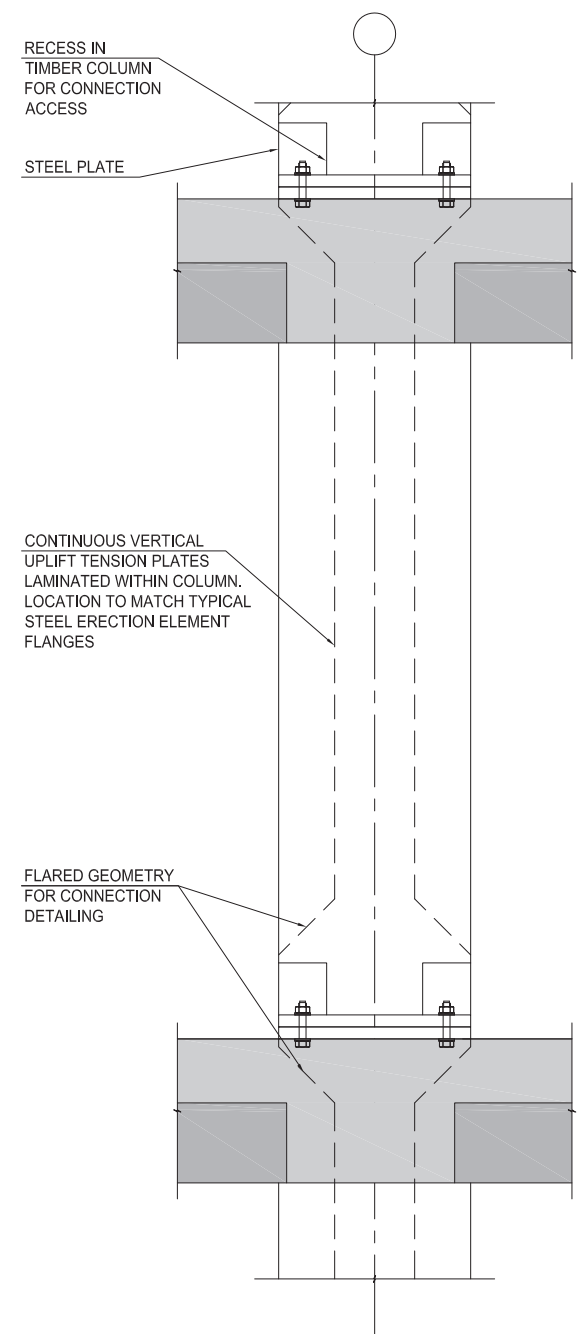 RECESS IN
TIMBER COLUMN
FOR CONNECTION
ACCESS
STEEL PLATE
CONTINUOUS VERTICAL
UPLIFT TENSION PLATES
LAMINATED WITHIN COLUMN.
LOCATION TO MATCH TYPICAL
STEEL ERECTION ELEMENT
FLANGES
FLARED GEOMETRY
FOR CONNECTION
DETAILING